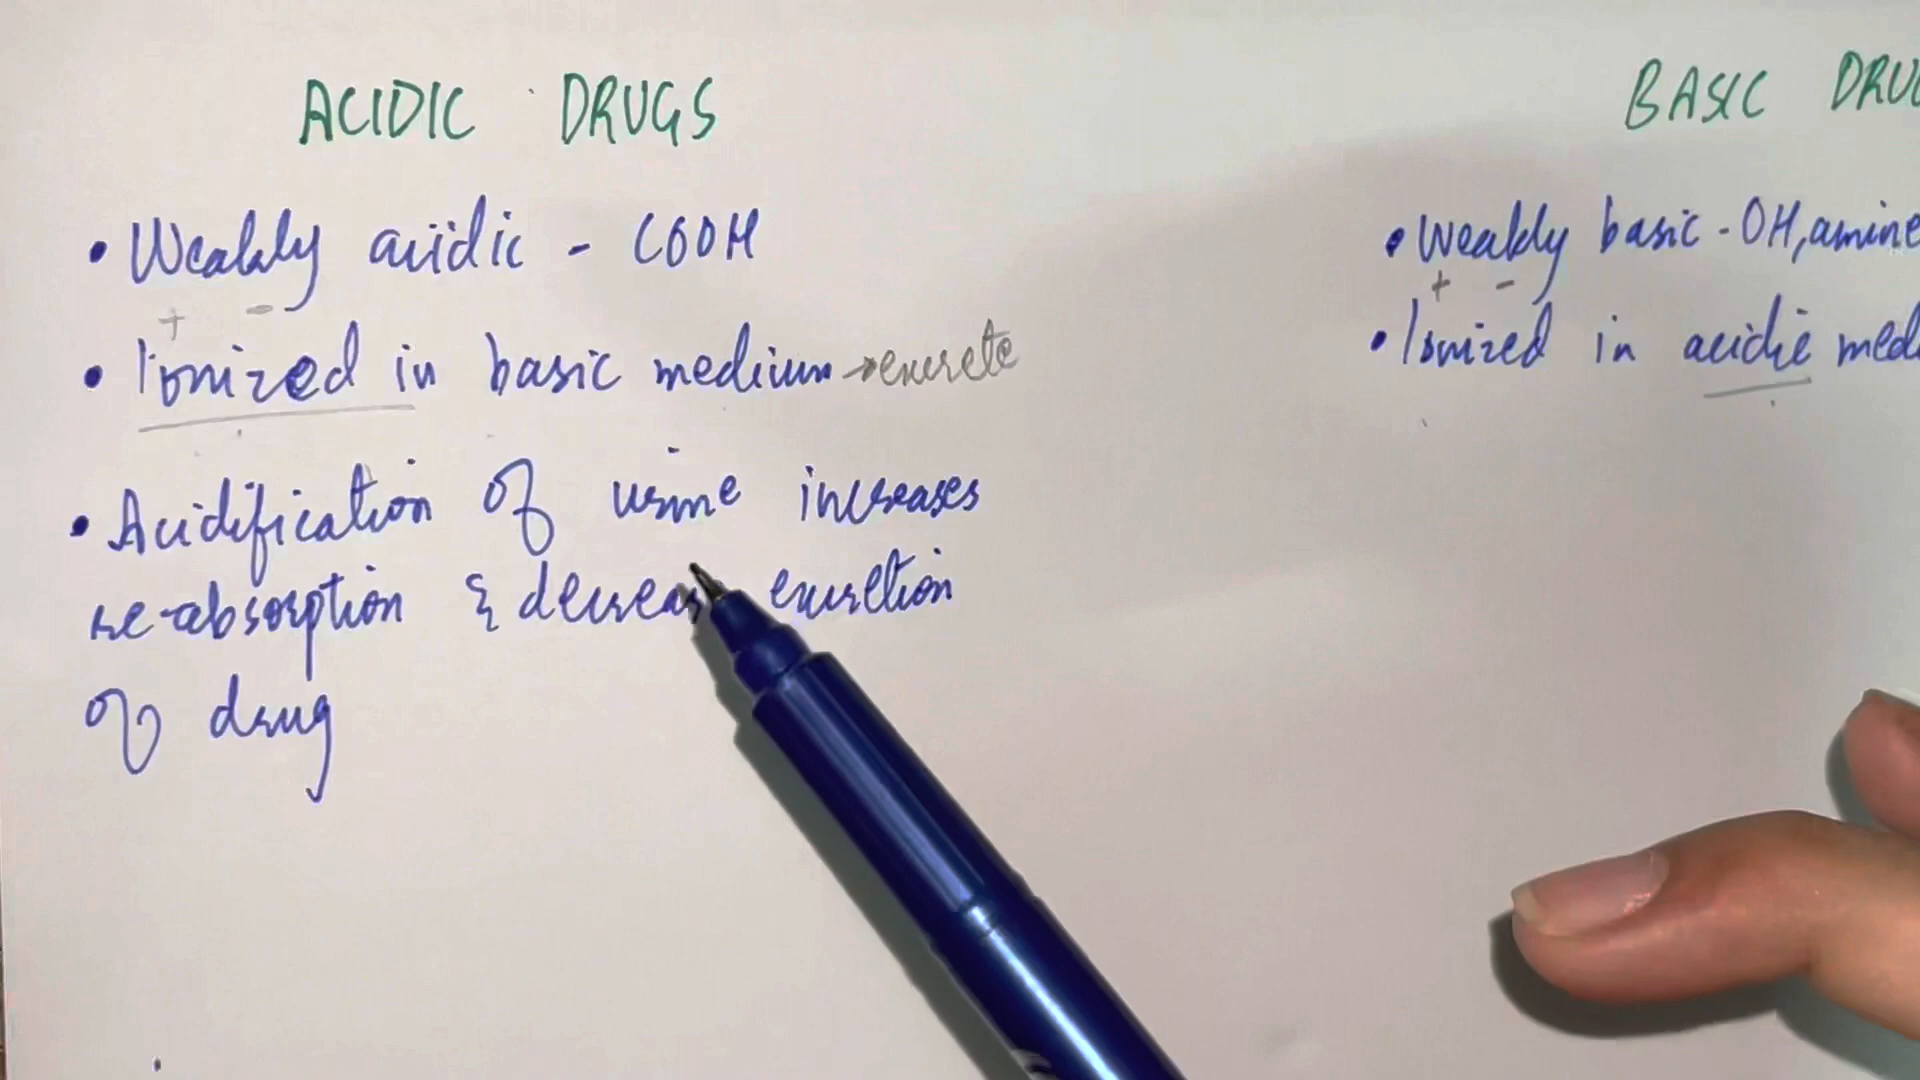 ACIDIC DRUGS
• Weakly acidic - COOH
+ -
• Ionized in basic medium → excrete
• Acidification of urine increases
re-absorption & decreas excretion
of drug
BASIC DRU
• Weakly basic - OH, amine
+ -
• Ionized in acidic med